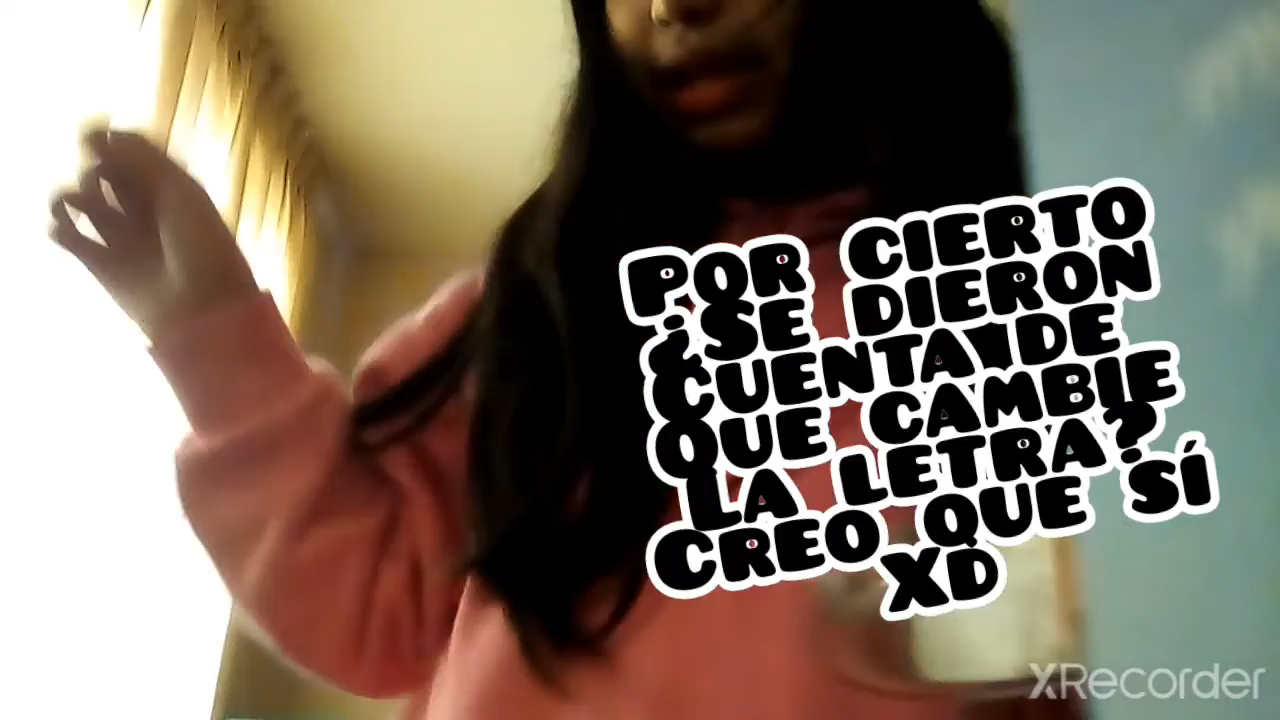 POR CIERTO
¿SE DIERON
CUENTA DE
QUE CAMBIE
LA LETRA?
CREO QUE SÍ
XD
XRecorder